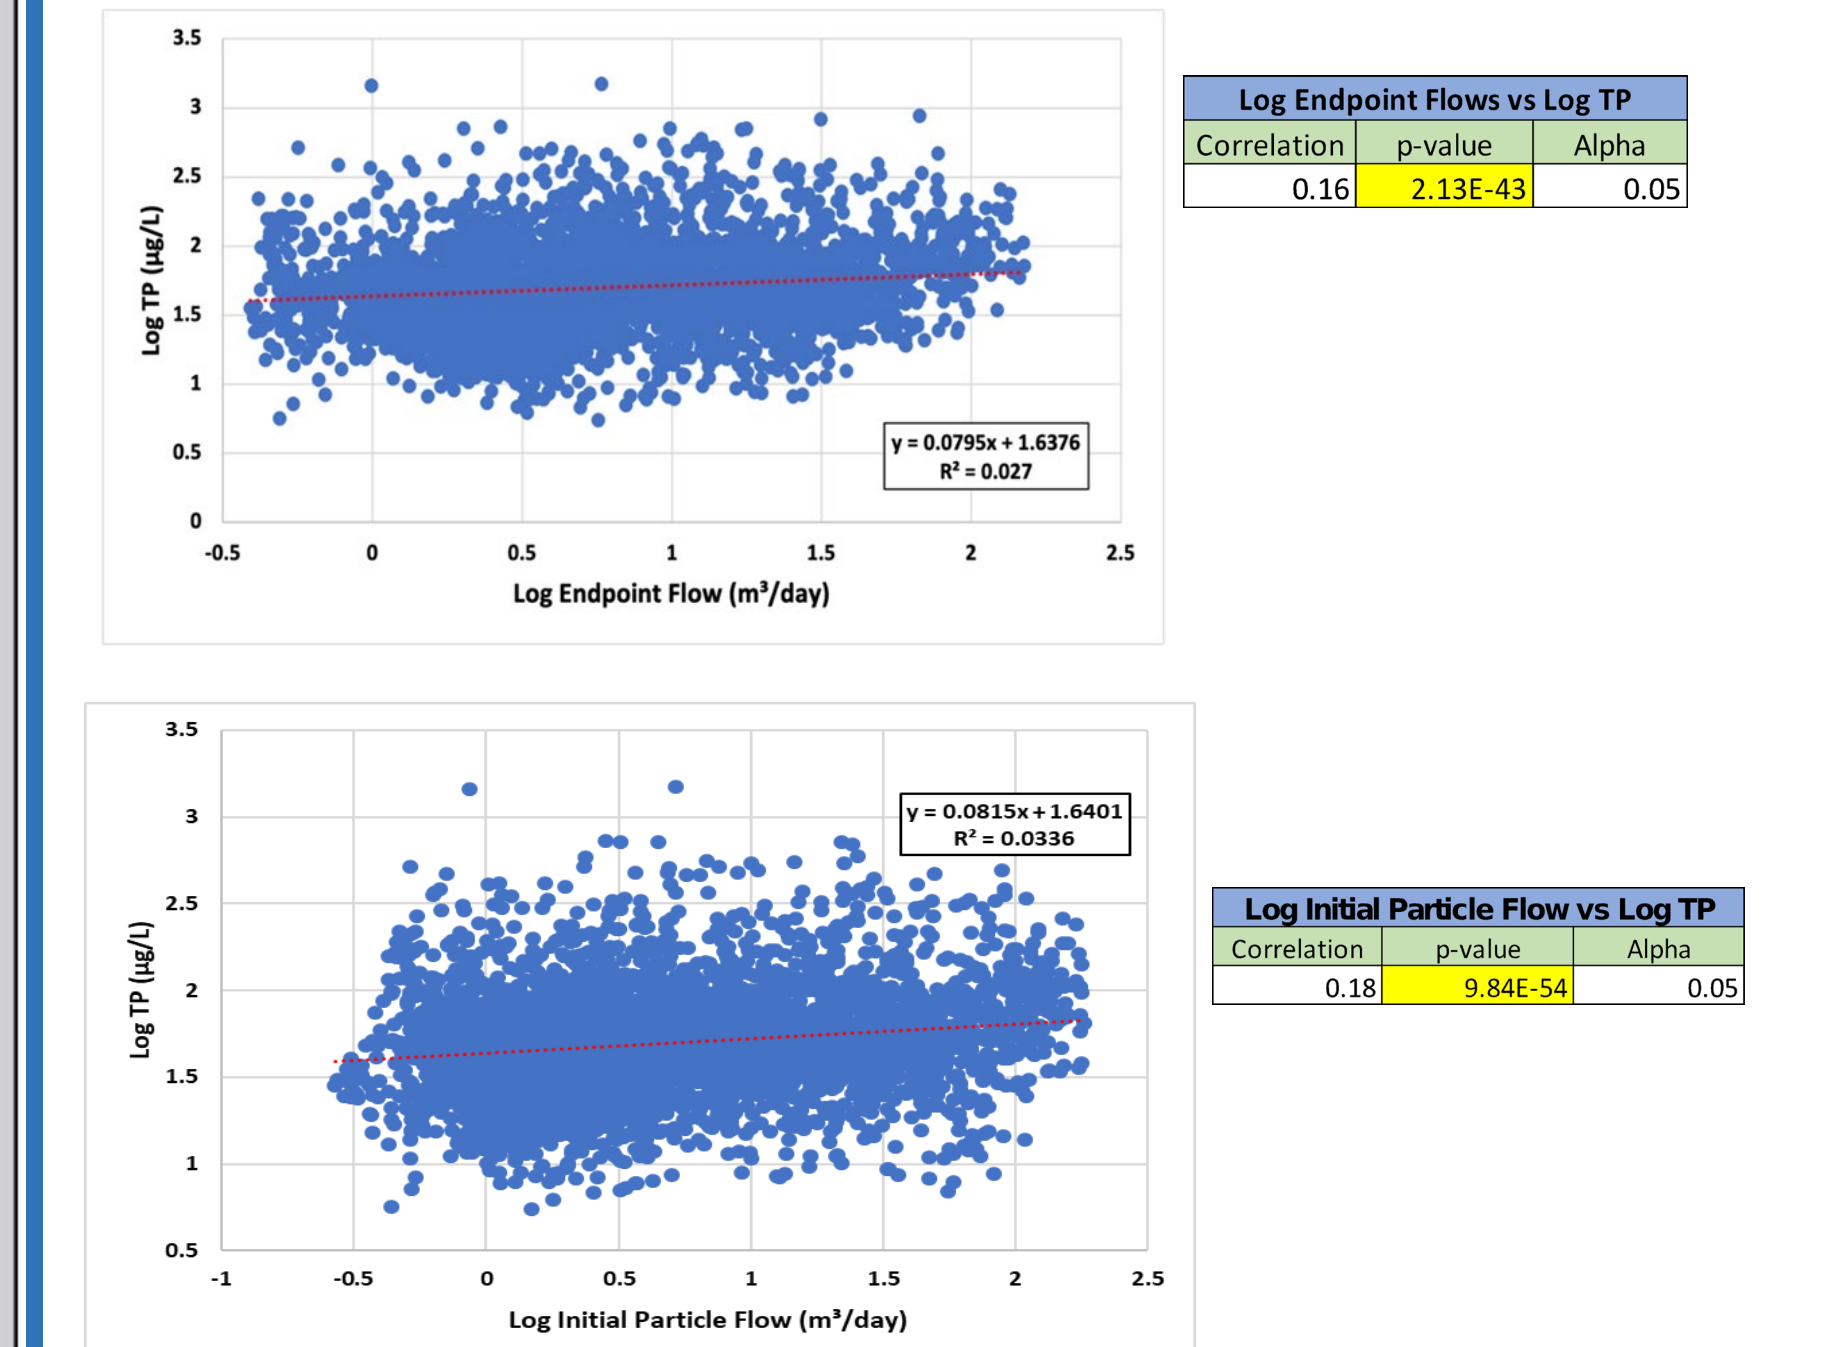 3.5
3
2.5
2
1.5
1
0.5
0
-0.5 0 0.5 1 1.5 2 2.5
Log TP (µg/L)
Log Endpoint Flow (m³/day)
y = 0.0795x + 1.6376
R² = 0.027
Log Endpoint Flows vs Log TP
Correlation p-value Alpha
0.16 2.13E-43 0.05
3.5
3
2.5
2
1.5
1
0.5
-1 -0.5 0 0.5 1 1.5 2 2.5
Log TP (µg/L)
Log Initial Particle Flow (m³/day)
y = 0.0815x + 1.6401
R² = 0.0336
Log Initial Particle Flow vs Log TP
Correlation p-value Alpha
0.18 9.84E-54 0.05